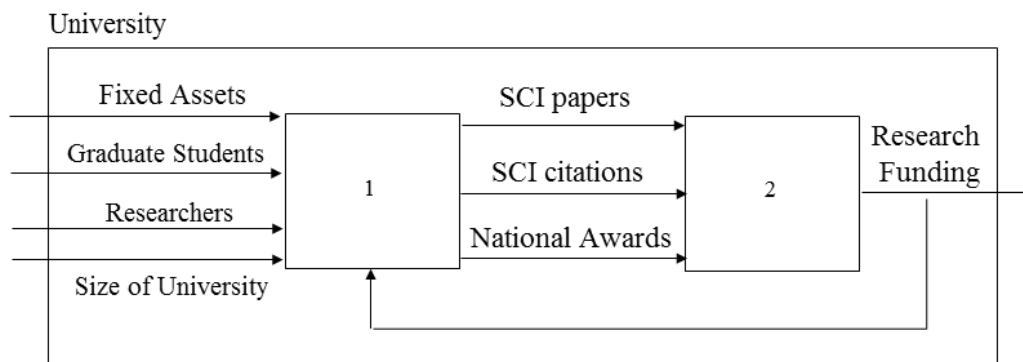 University
Fixed Assets
Graduate Students
Researchers
Size of University
1
SCI papers
SCI citations
National Awards
2
Research
Funding